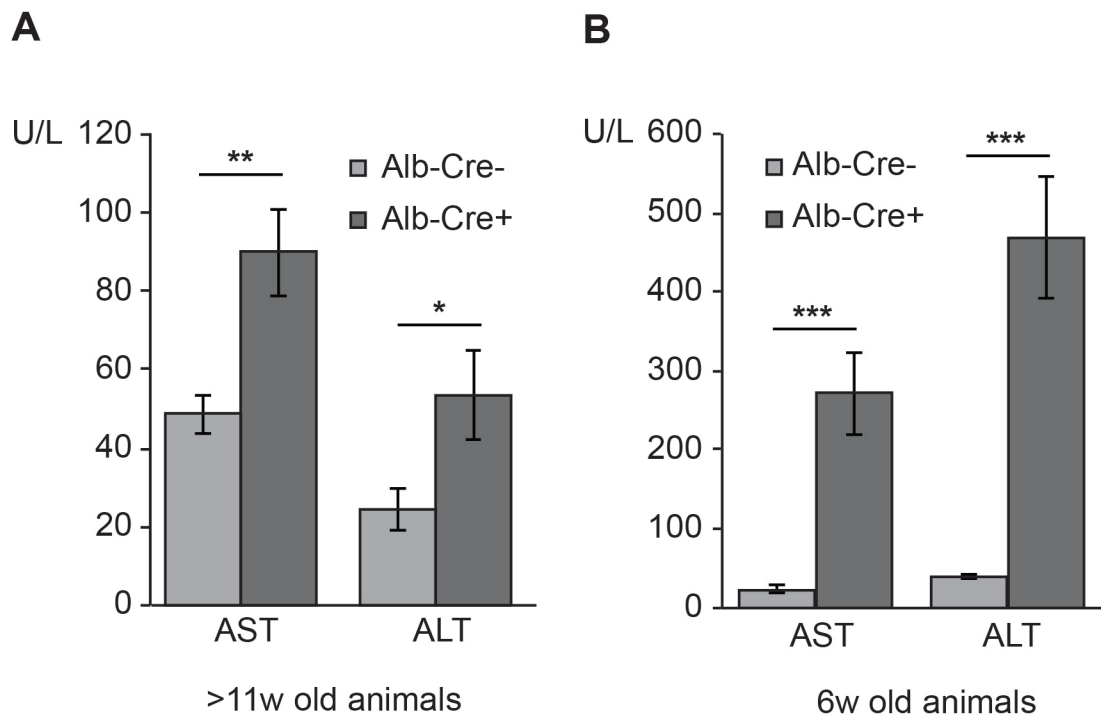 A
U/L
120
100
80
60
40
20
0
**
*
Alb-Cre-
Alb-Cre+
AST
ALT
>11w old animals
B
U/L
600
500
400
300
200
100
0
***
***
Alb-Cre-
Alb-Cre+
AST
ALT
6w old animals